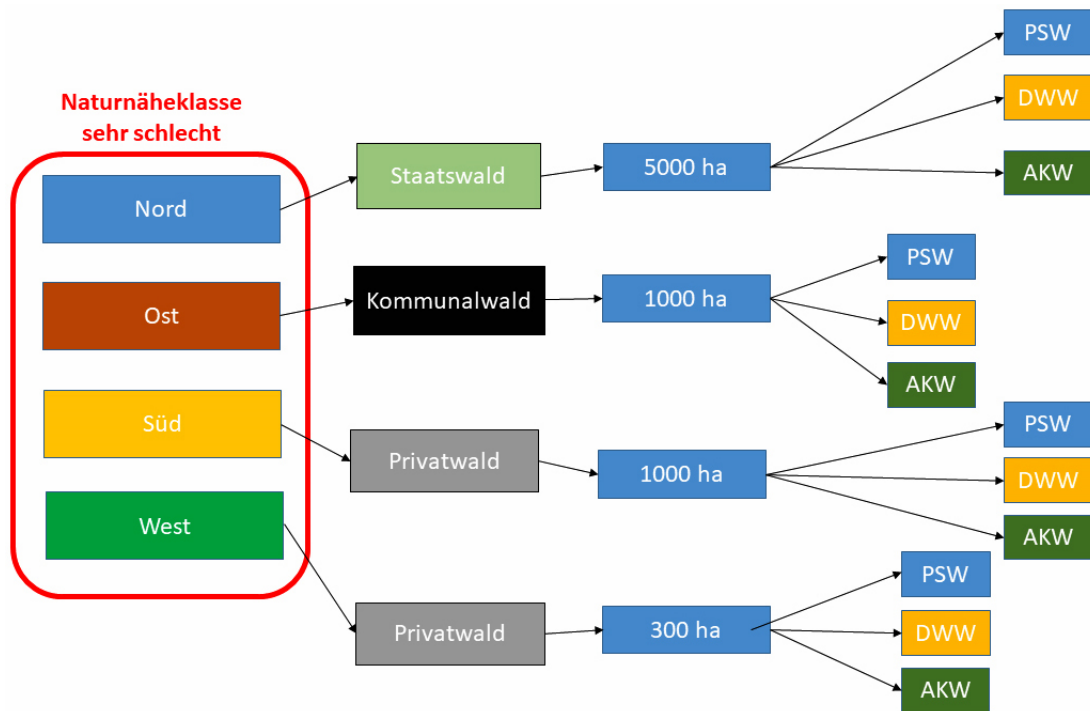 Naturnäheklasse
sehr schlecht
Nord
Staatswald
5000 ha
PSW
DWW
AKW
Ost
Kommunalwald
1000 ha
PSW
DWW
AKW
Süd
Privatwald
1000 ha
PSW
DWW
AKW
West
Privatwald
300 ha
PSW
DWW
AKW